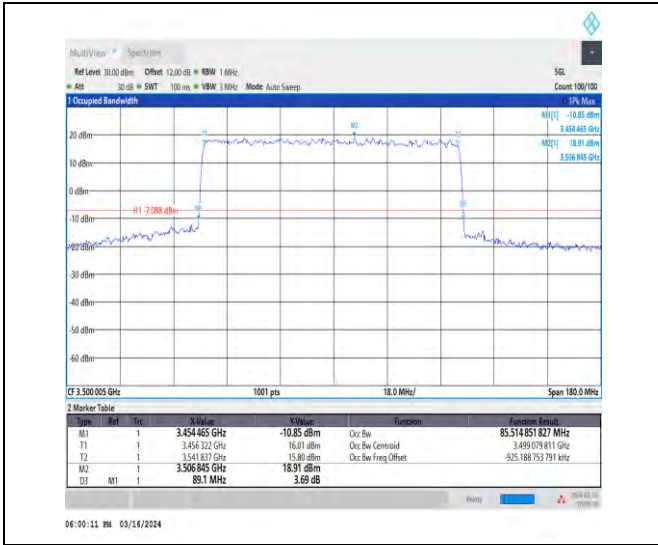 MultiView Spectrum
Ref Level 30.00 dBm Offset 12.00 dB RBW 1 MHz SGL
Att 30 dB SWT 100 ms VBW 3 MHz Mode Auto Sweep Count 100/100
1 Occupied Bandwidth 1Pk Max
M1[1] -10.85 dBm
3.454 465 GHz
M2[1] 18.91 dBm
3.506 845 GHz
M2
T1 T2
20 dBm
10 dBm
0 dBm
H1 -7.088 dBm M1 D3
-10 dBm
-20 dBm
-30 dBm
-40 dBm
-50 dBm
-60 dBm
CF 3.500 005 GHz 1001 pts 18.0 MHz/ Span 180.0 MHz
2 Marker Table
Type Ref Trc X-Value Y-Value Function Function Result
M1 1 3.454 465 GHz -10.85 dBm Occ Bw 85.514 851 827 MHz
T1 1 3.456 322 GHz 16.01 dBm Occ Bw Centroid 3.499 079 811 GHz
T2 1 3.541 837 GHz 15.80 dBm Occ Bw Freq Offset -925.188 753 791 kHz
M2 1 3.506 845 GHz 18.91 dBm
D3 M1 1 89.1 MHz 3.69 dB
Ready
06:00:11 PM 03/16/2024